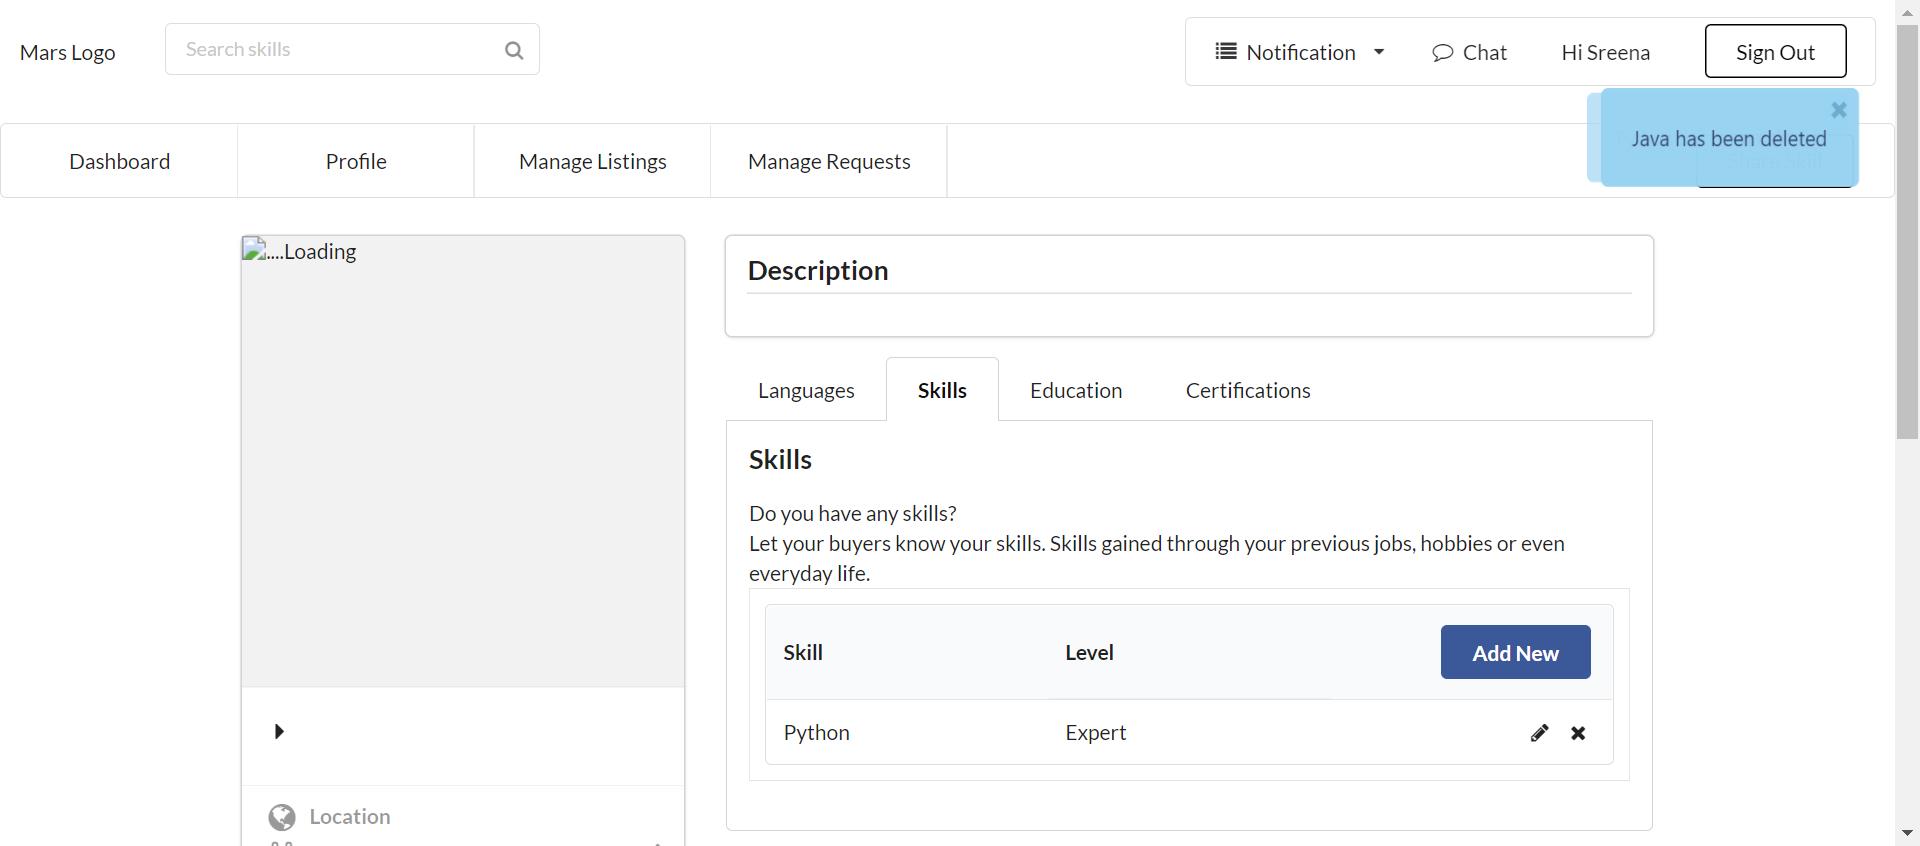 Mars Logo
Search skills
Notification
Chat
Hi Sreena
Sign Out
Java has been deleted
Dashboard
Profile
Manage Listings
Manage Requests
....Loading
Description
Languages
Skills
Education
Certifications
Skills
Do you have any skills?
Let your buyers know your skills. Skills gained through your previous jobs, hobbies or even
everyday life.
Skill
Level
Add New
Python
Expert
Location